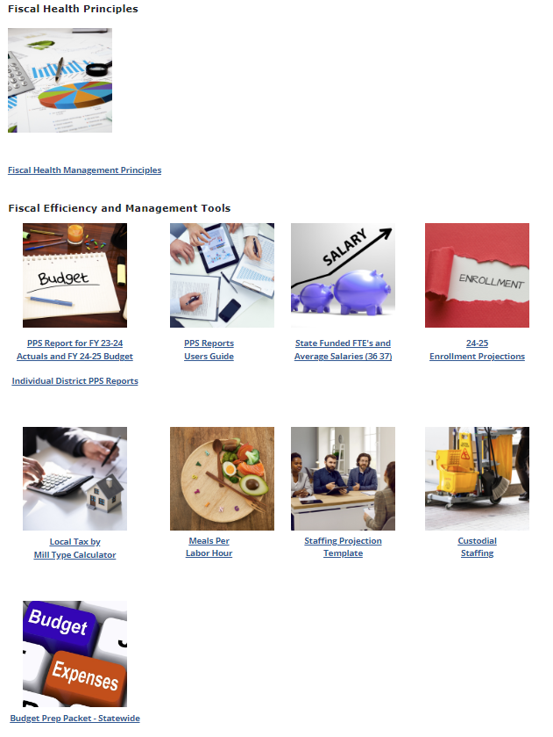 Fiscal Health Principles
Fiscal Health Management Principles
Fiscal Efficiency and Management Tools
Budget
SALARY
ENROLLMENT
PPS Report for FY 23-24
Actuals and FY 24-25 Budget
Individual District PPS Reports
PPS Reports
Users Guide
State Funded FTE's and
Average Salaries (36 37)
24-25
Enrollment Projections
Local Tax by
Mill Type Calculator
Meals Per
Labor Hour
Staffing Projection
Template
Custodial
Staffing
Budget
Expenses
Budget Prep Packet - Statewide